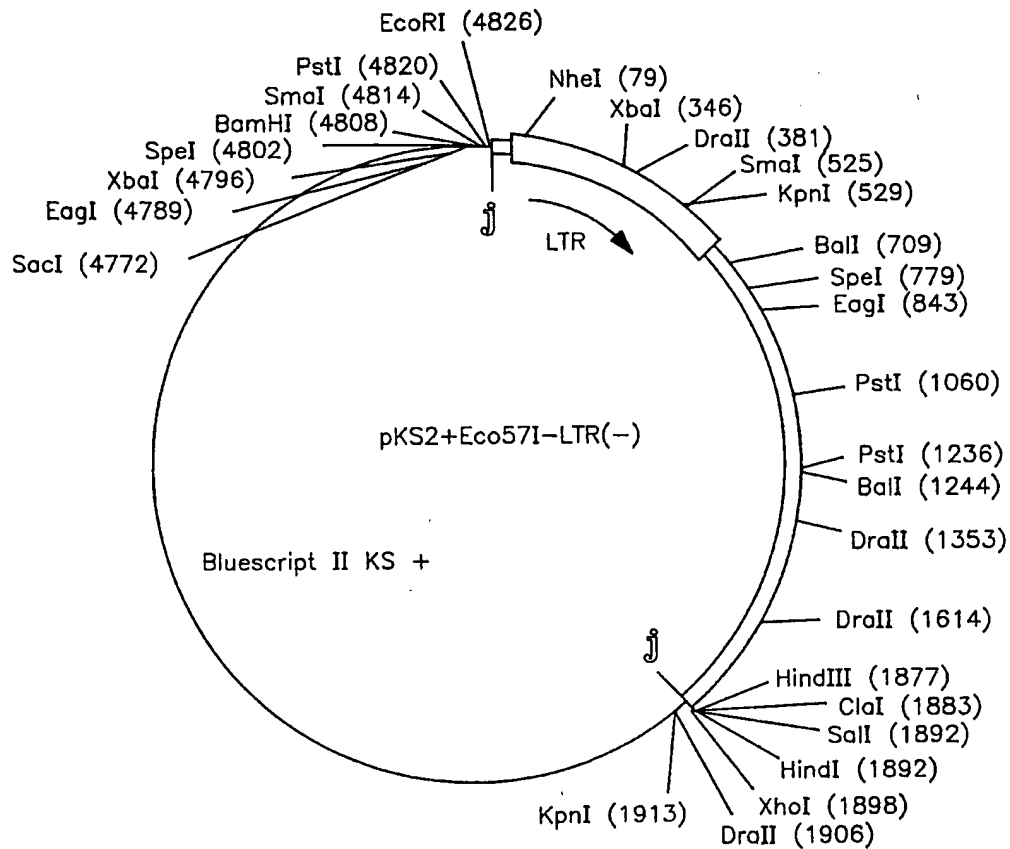 EcoRI (4826)
PstI (4820)
SmaI (4814)
BamHI (4808)
SpeI (4802)
XbaI (4796)
EagI (4789)
SacI (4772)
NheI (79)
XbaI (346)
DraII (381)
SmaI (525)
KpnI (529)
BalI (709)
SpeI (779)
EagI (843)
PstI (1060)
PstI (1236)
BalI (1244)
DraII (1353)
DraII (1614)
HindIII (1877)
ClaI (1883)
SalI (1892)
HindI (1892)
XhoI (1898)
DraII (1906)
KpnI (1913)
j
LTR
pKS2+Eco57I-LTR(-)
Bluescript II KS +
j